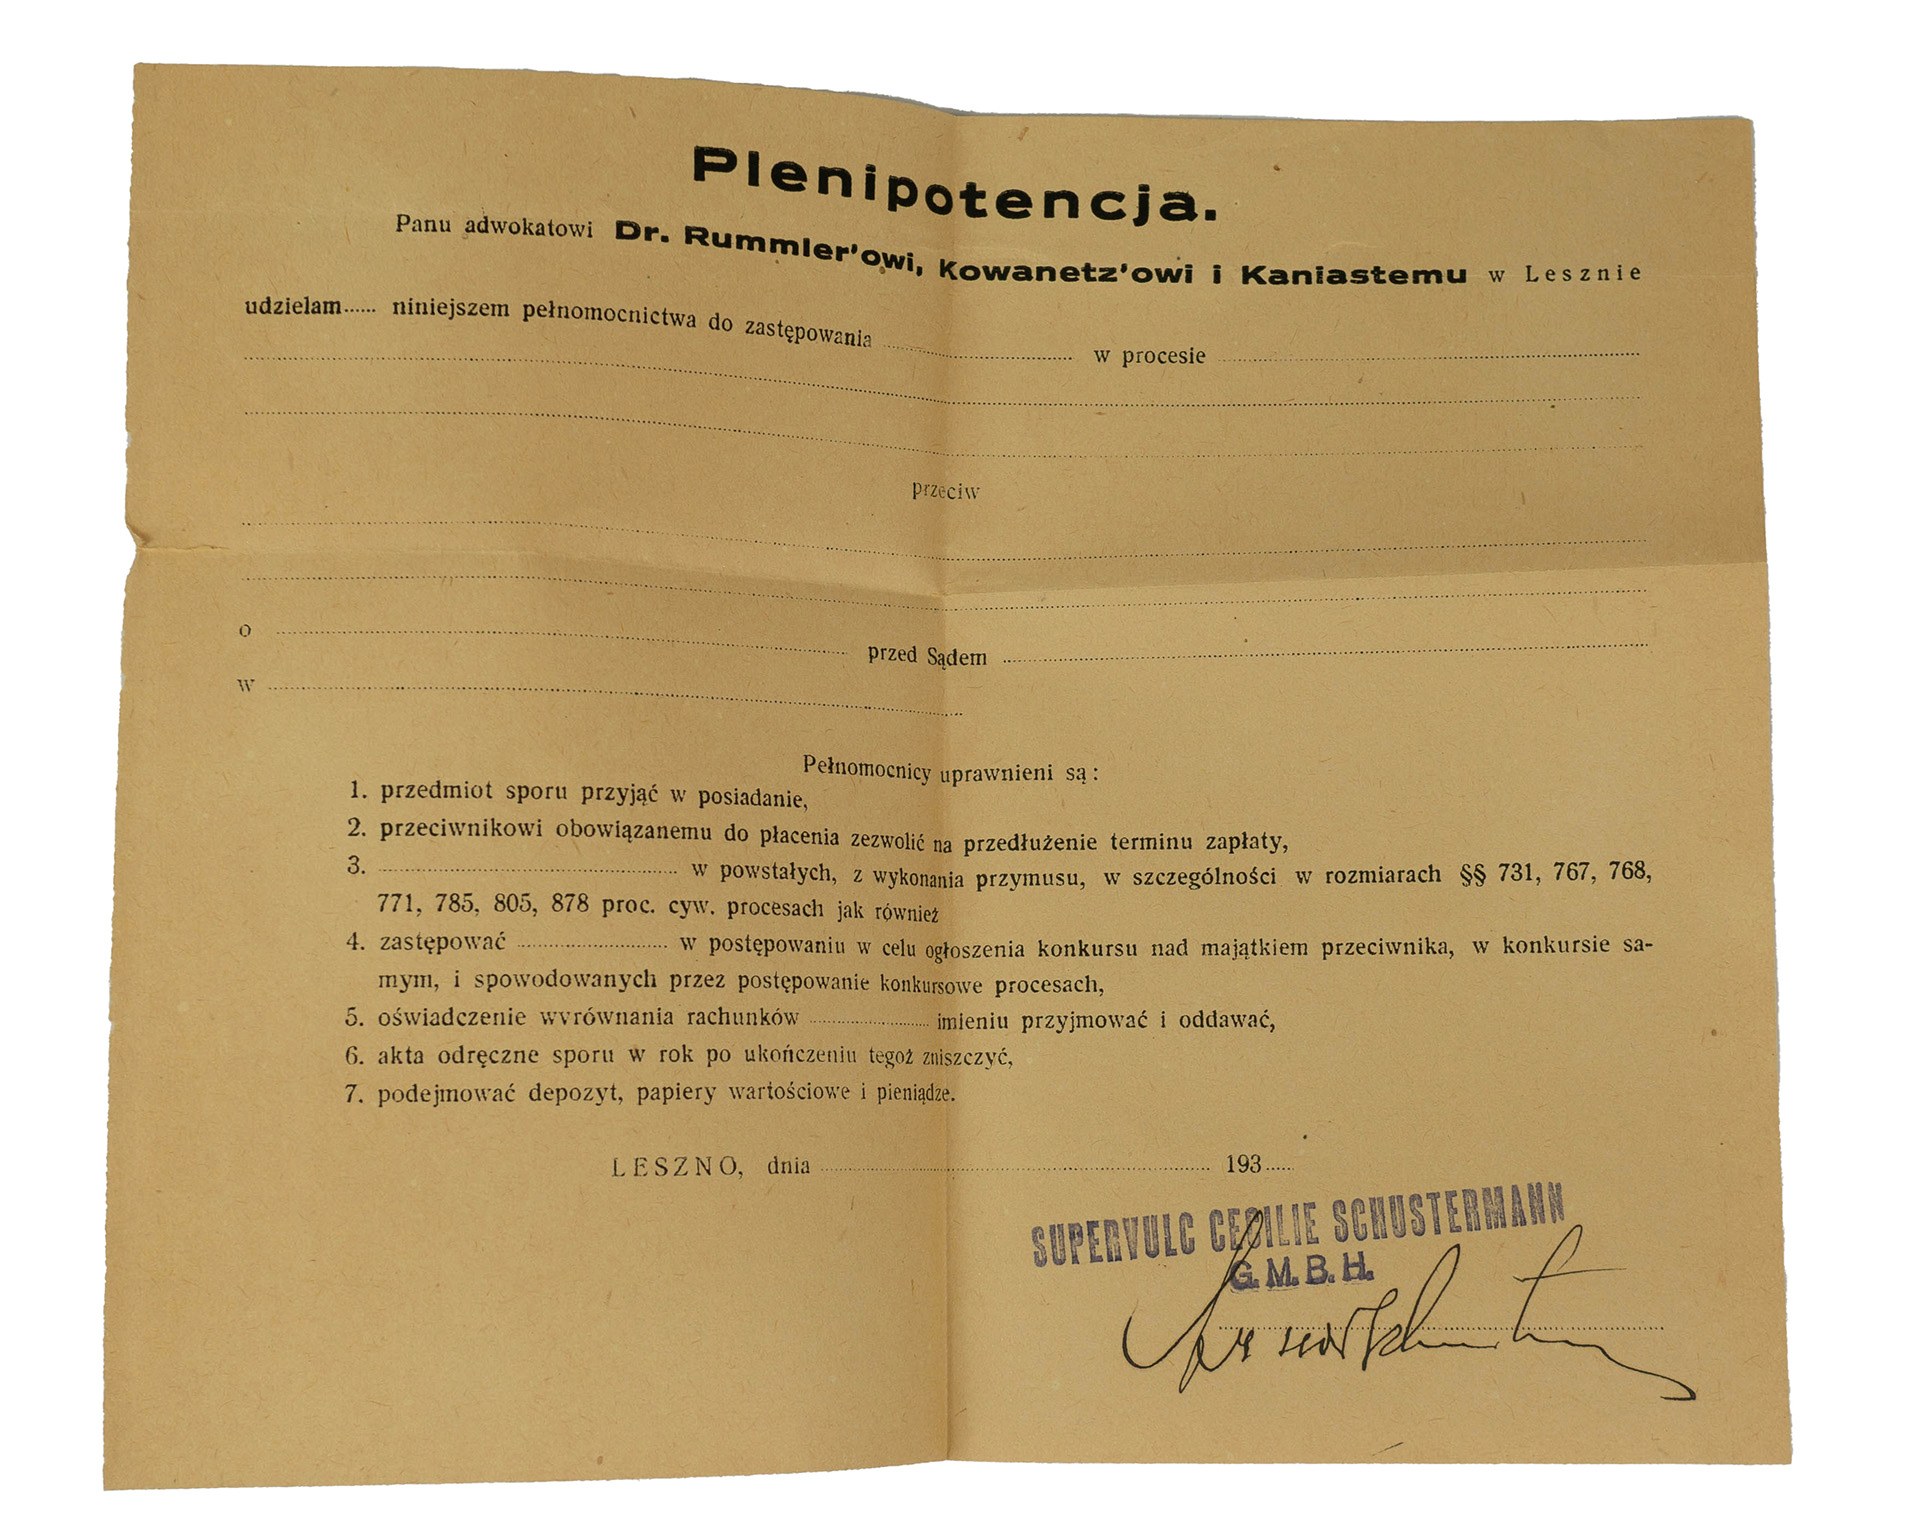 Plenipotencja.
Panu adwokatowi Dr. Rummler'owi, Kowanetz'owi i Kaniastemu w Lesznie
udzielam...... niniejszem pełnomocnictwa do zastępowania ........................ w procesie ........................
przeciw
o ........................ przed Sądem ........................
w ........................
Pełnomocnicy uprawnieni są:
1. przedmiot sporu przyjąć w posiadanie,
2. przeciwnikowi obowiązanemu do płacenia zezwolić na przedłużenie terminu zapłaty,
3. ........................ w powstałych, z wykonania przymusu, w szczególności w rozmiarach §§ 731, 767, 768,
771, 785, 805, 878 proc. cyw. procesach jak również
4. zastępować ........................ w postępowaniu w celu ogłoszenia konkursu nad majątkiem przeciwnika, w konkursie sa-
mym, i spowodowanych przez postępowanie konkursowe procesach,
5. oświadczenie wyrównania rachunków ........................ imieniu przyjmować i oddawać,
6. akta odręczne sporu w rok po ukończeniu tegoż zniszczyć,
7. podejmować depozyt, papiery wartościowe i pieniądze.
LESZNO, dnia ........................ 193......
SUPERVULC CECILIE SCHUSTERMANN
G.M.B.H.